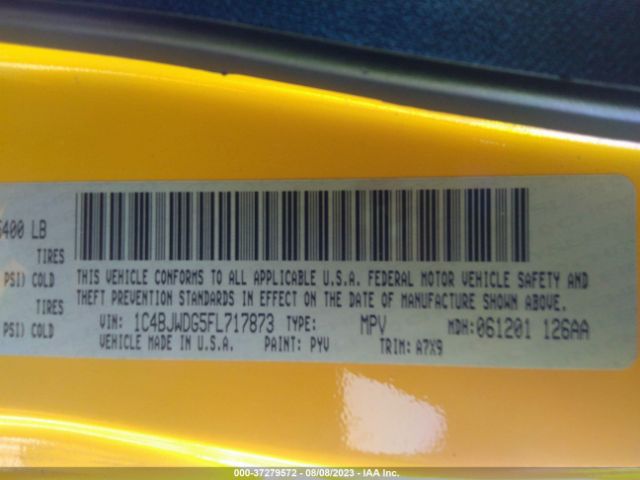 6400 LB
TIRES
PSI) COLD
THIS VEHICLE CONFORMS TO ALL APPLICABLE U.S.A. FEDERAL MOTOR VEHICLE SAFETY AND
TIRES
THEFT PREVENTION STANDARDS IN EFFECT ON THE DATE OF MANUFACTURE SHOWN ABOVE.
PSI) COLD
VIN: 1C4BJWDG5FL717873 TYPE: MPV MDH:061201 126AA
VEHICLE MADE IN U.S.A. PAINT: PYV TRIM: A7X9
000-37279572 - 08/08/2023 - IAA Inc.